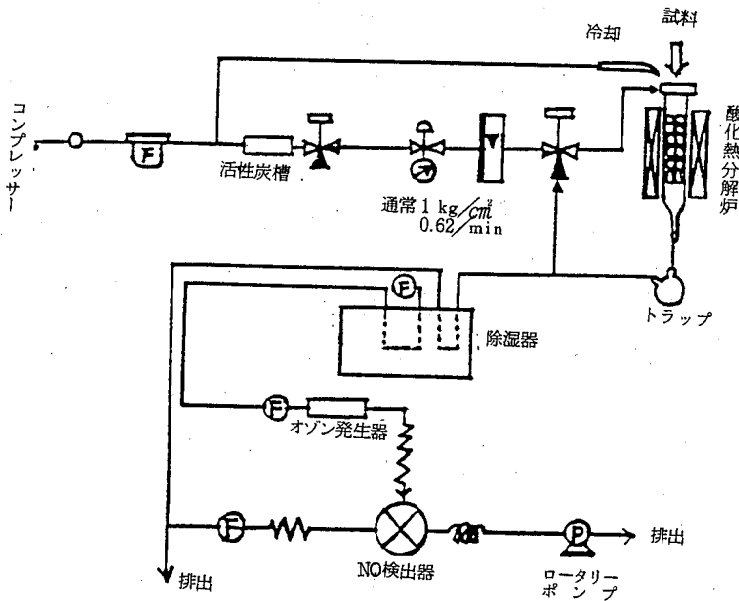 試料
冷却
コンプレッサー
F
活性炭槽
通常1 kg/cm²
0.62/min
酸化熱分解炉
トラップ
F
除湿器
F
オゾン発生器
F
NO検出器
P
排出
ロータリー
ポンプ
排出